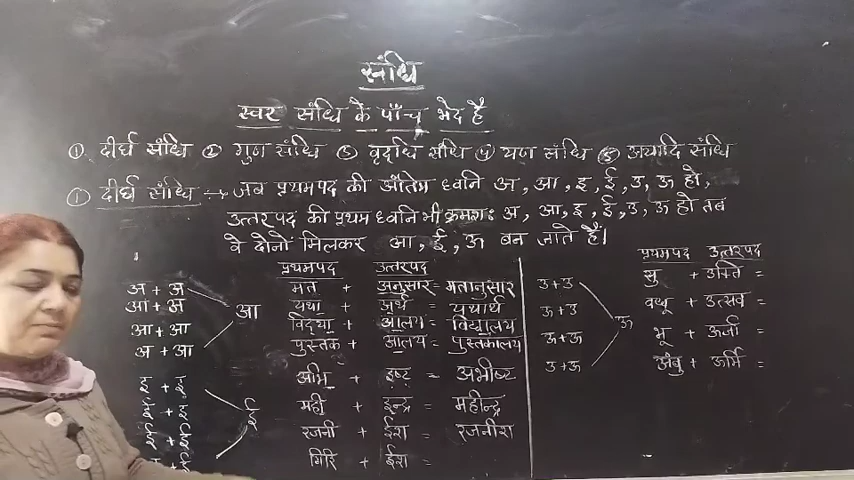 संधि
स्वर संधि के पाँच भेद है
① दीर्घ संधि ② गुण संधि ③ वृद्धि संधि ④ यण संधि ⑤ अयादि संधि
① दीर्घ संधि :→ जब प्रथमपद की अंतिम ध्वनि अ, आ, इ, ई, उ, ऊ हो,
उत्तरपद की प्रथम ध्वनि भी क्रमशः अ, आ, इ, ई, उ, ऊ हो तब
वे दोनों मिलकर आ, ई, ऊ बन जाते हैं।
अ + अ
आ + अ
आ + आ
अ + आ
आ
इ + इ
ई + इ
ई + ई
ई
प्रथमपद उत्तरपद
मत + अनुसार = मतानुसार
यथा + अर्थ = यथार्थ
विद्या + आलय = विद्यालय
पुस्तक + आलय = पुस्तकालय
अभि + इष्ट = अभीष्ट
मही + इन्द्र = महीन्द्र
रजनी + ईश = रजनीश
गिरि + ईश =
उ + उ
ऊ + उ
ऊ + ऊ
उ + ऊ
ऊ
प्रथमपद उत्तरपद
सु + उक्ति =
वधू + उत्सव =
भू + ऊर्जा =
अंबु + ऊर्मि =